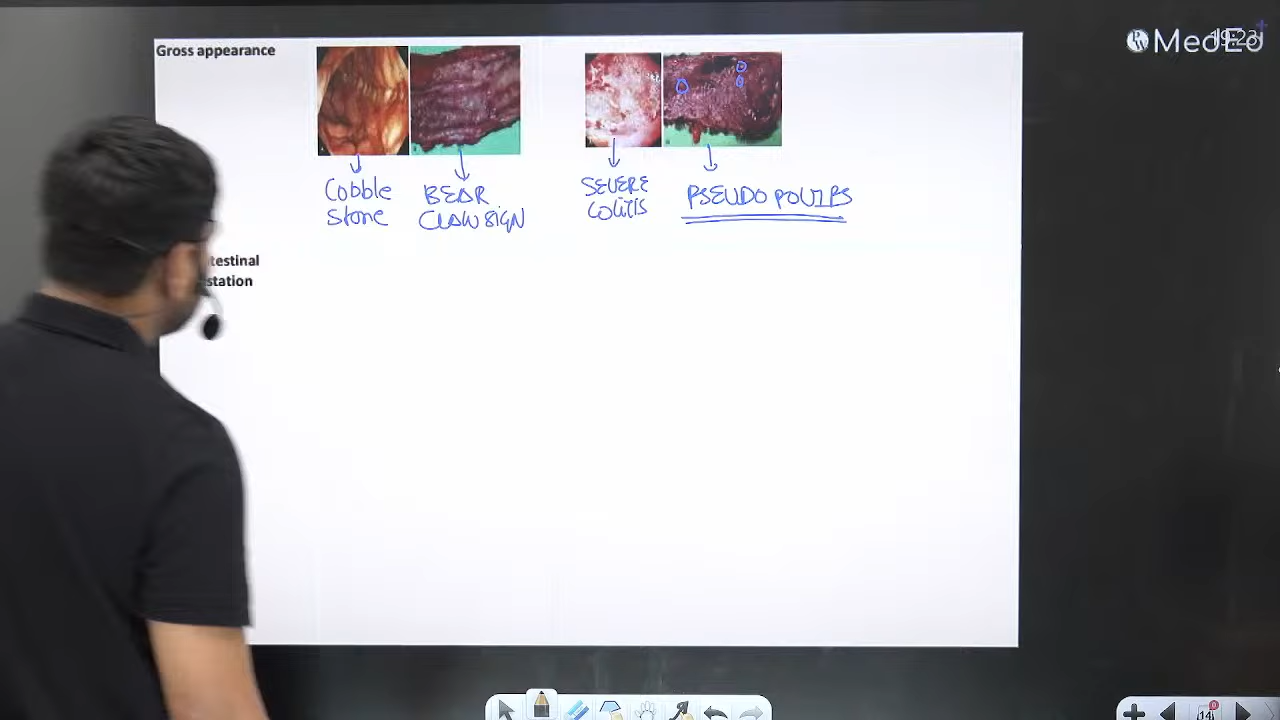 Gross appearance
MedEd
Cobble
Stone
BEAR
CLAW SIGN
SEVERE
COLITIS
PSEUDO POLYPS
testinal
station